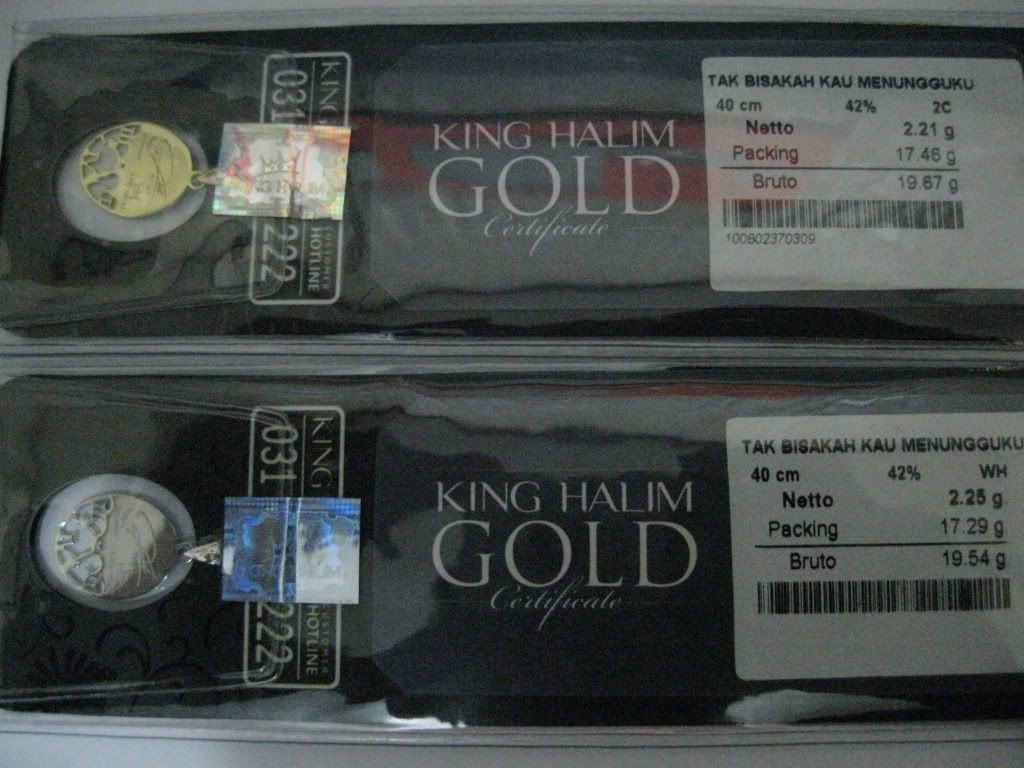 KING
031
222
CUSTOMER
HOTLINE
KING HALIM
GOLD
Certificate
TAK BISAKAH KAU MENUNGGUKU
40 cm 42% 2C
Netto 2.21 g
Packing 17.46 g
Bruto 19.67 g
100802370309
KING
031
222
CUSTOMER
HOTLINE
KING HALIM
GOLD
Certificate
TAK BISAKAH KAU MENUNGGUKU
40 cm 42% WH
Netto 2.25 g
Packing 17.29 g
Bruto 19.54 g